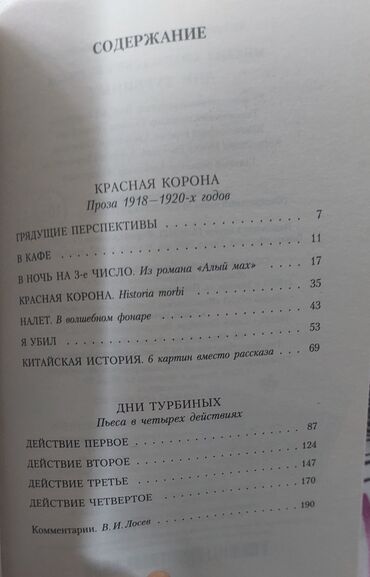 СОДЕРЖАНИЕ
КРАСНАЯ КОРОНА
Проза 1918—1920-х годов
ГРЯДУЩИЕ ПЕРСПЕКТИВЫ . . . . . . . . . . . . . 7
В КАФЕ . . . . . . . . . . . . . . . . . . . . . . . . 11
В НОЧЬ НА 3-е ЧИСЛО. Из романа «Алый мах» . . . . 17
КРАСНАЯ КОРОНА. Historia morbi . . . . . . . . . . 35
НАЛЕТ. В волшебном фонаре . . . . . . . . . . . . . 43
Я УБИЛ . . . . . . . . . . . . . . . . . . . . . . . . 53
КИТАЙСКАЯ ИСТОРИЯ. 6 картин вместо рассказа . . . 69
ДНИ ТУРБИНЫХ
Пьеса в четырех действиях
ДЕЙСТВИЕ ПЕРВОЕ . . . . . . . . . . . . . . . . . . 87
ДЕЙСТВИЕ ВТОРОЕ . . . . . . . . . . . . . . . . . . 124
ДЕЙСТВИЕ ТРЕТЬЕ . . . . . . . . . . . . . . . . . . 147
ДЕЙСТВИЕ ЧЕТВЕРТОЕ . . . . . . . . . . . . . . . . 170
Комментарии. В. И. Лосев . . . . . . . . . . . . . . . 190